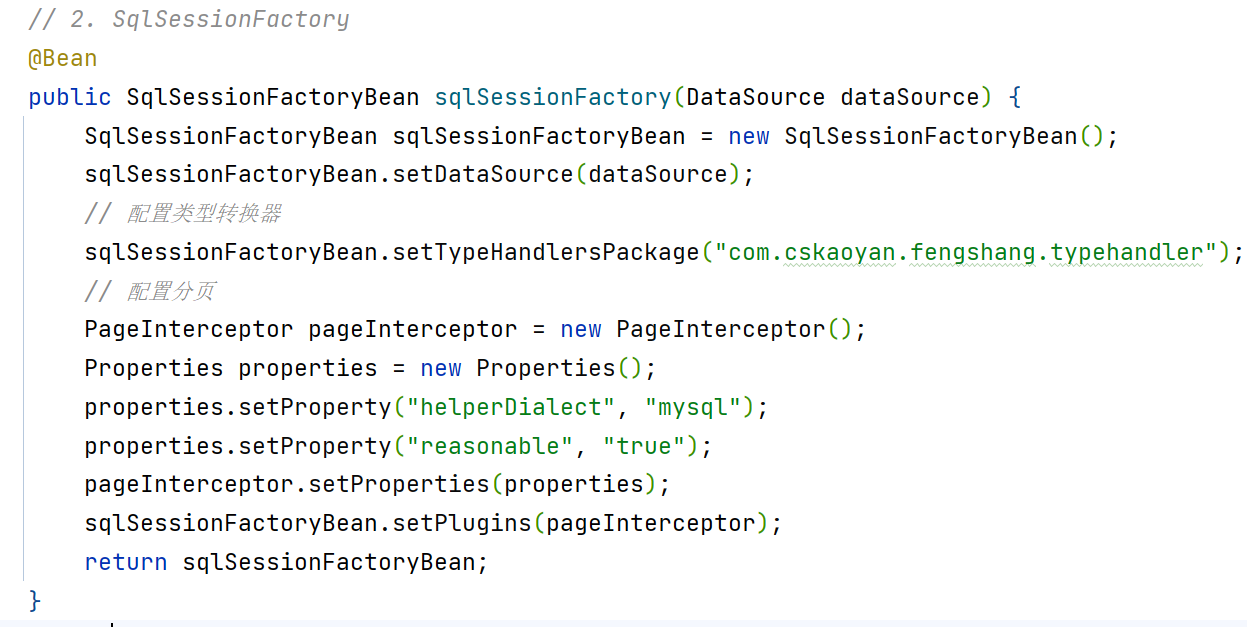 // 2. SqlSessionFactory
@Bean
public SqlSessionFactoryBean sqlSessionFactory(DataSource dataSource) {
    SqlSessionFactoryBean sqlSessionFactoryBean = new SqlSessionFactoryBean();
    sqlSessionFactoryBean.setDataSource(dataSource);
    // 配置类型转换器
    sqlSessionFactoryBean.setTypeHandlersPackage("com.cskaoyan.fengshang.typehandler");
    // 配置分页
    PageInterceptor pageInterceptor = new PageInterceptor();
    Properties properties = new Properties();
    properties.setProperty("helperDialect", "mysql");
    properties.setProperty("reasonable", "true");
    pageInterceptor.setProperties(properties);
    sqlSessionFactoryBean.setPlugins(pageInterceptor);
    return sqlSessionFactoryBean;
}